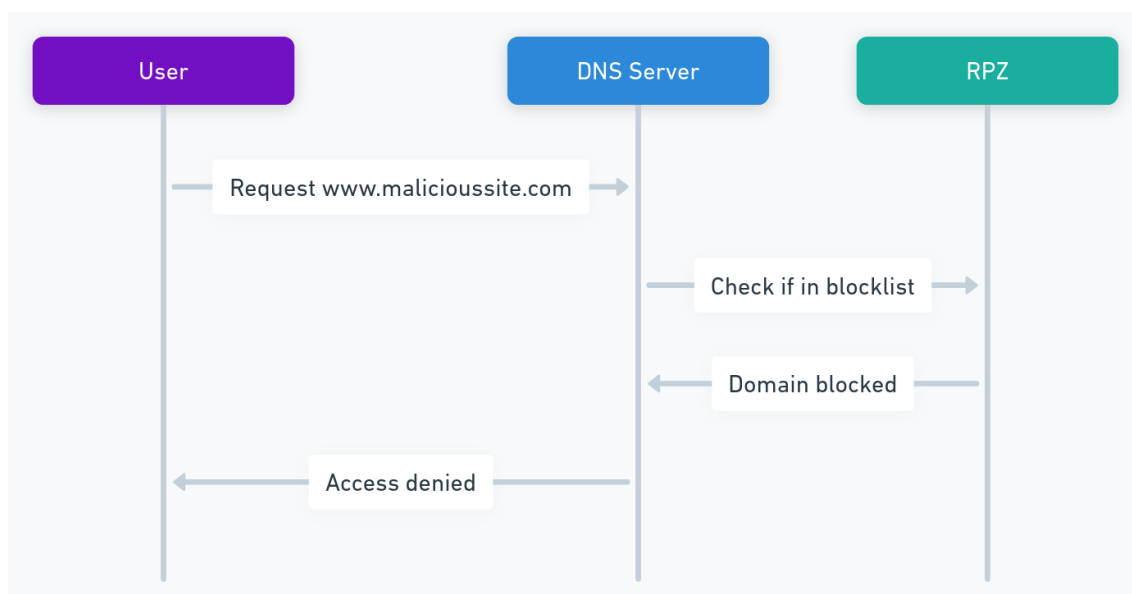 User
DNS Server
RPZ
Request www.malicioussite.com
Check if in blocklist
Domain blocked
Access denied